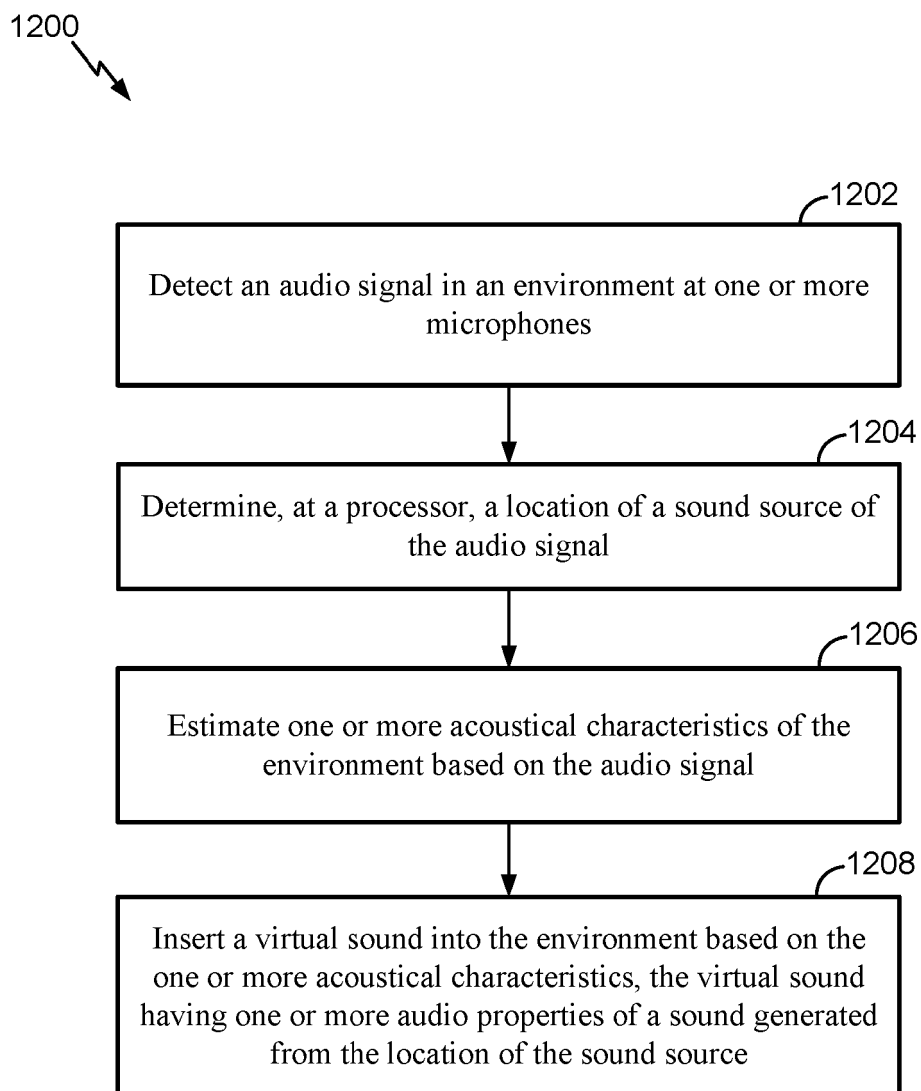 1200
1202
Detect an audio signal in an environment at one or more
microphones
1204
Determine, at a processor, a location of a sound source of
the audio signal
1206
Estimate one or more acoustical characteristics of the
environment based on the audio signal
1208
Insert a virtual sound into the environment based on the
one or more acoustical characteristics, the virtual sound
having one or more audio properties of a sound generated
from the location of the sound source